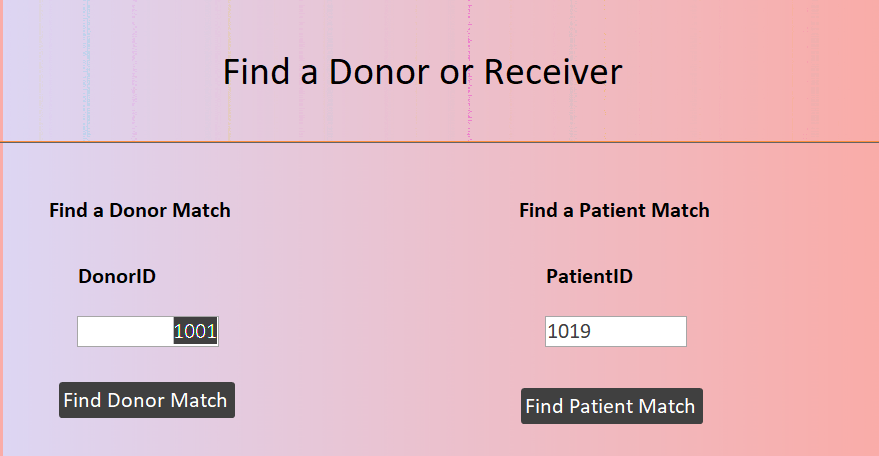 Find a Donor or Receiver
Find a Donor Match
Find a Patient Match
DonorID
PatientID
1001
1019
Find Donor Match
Find Patient Match